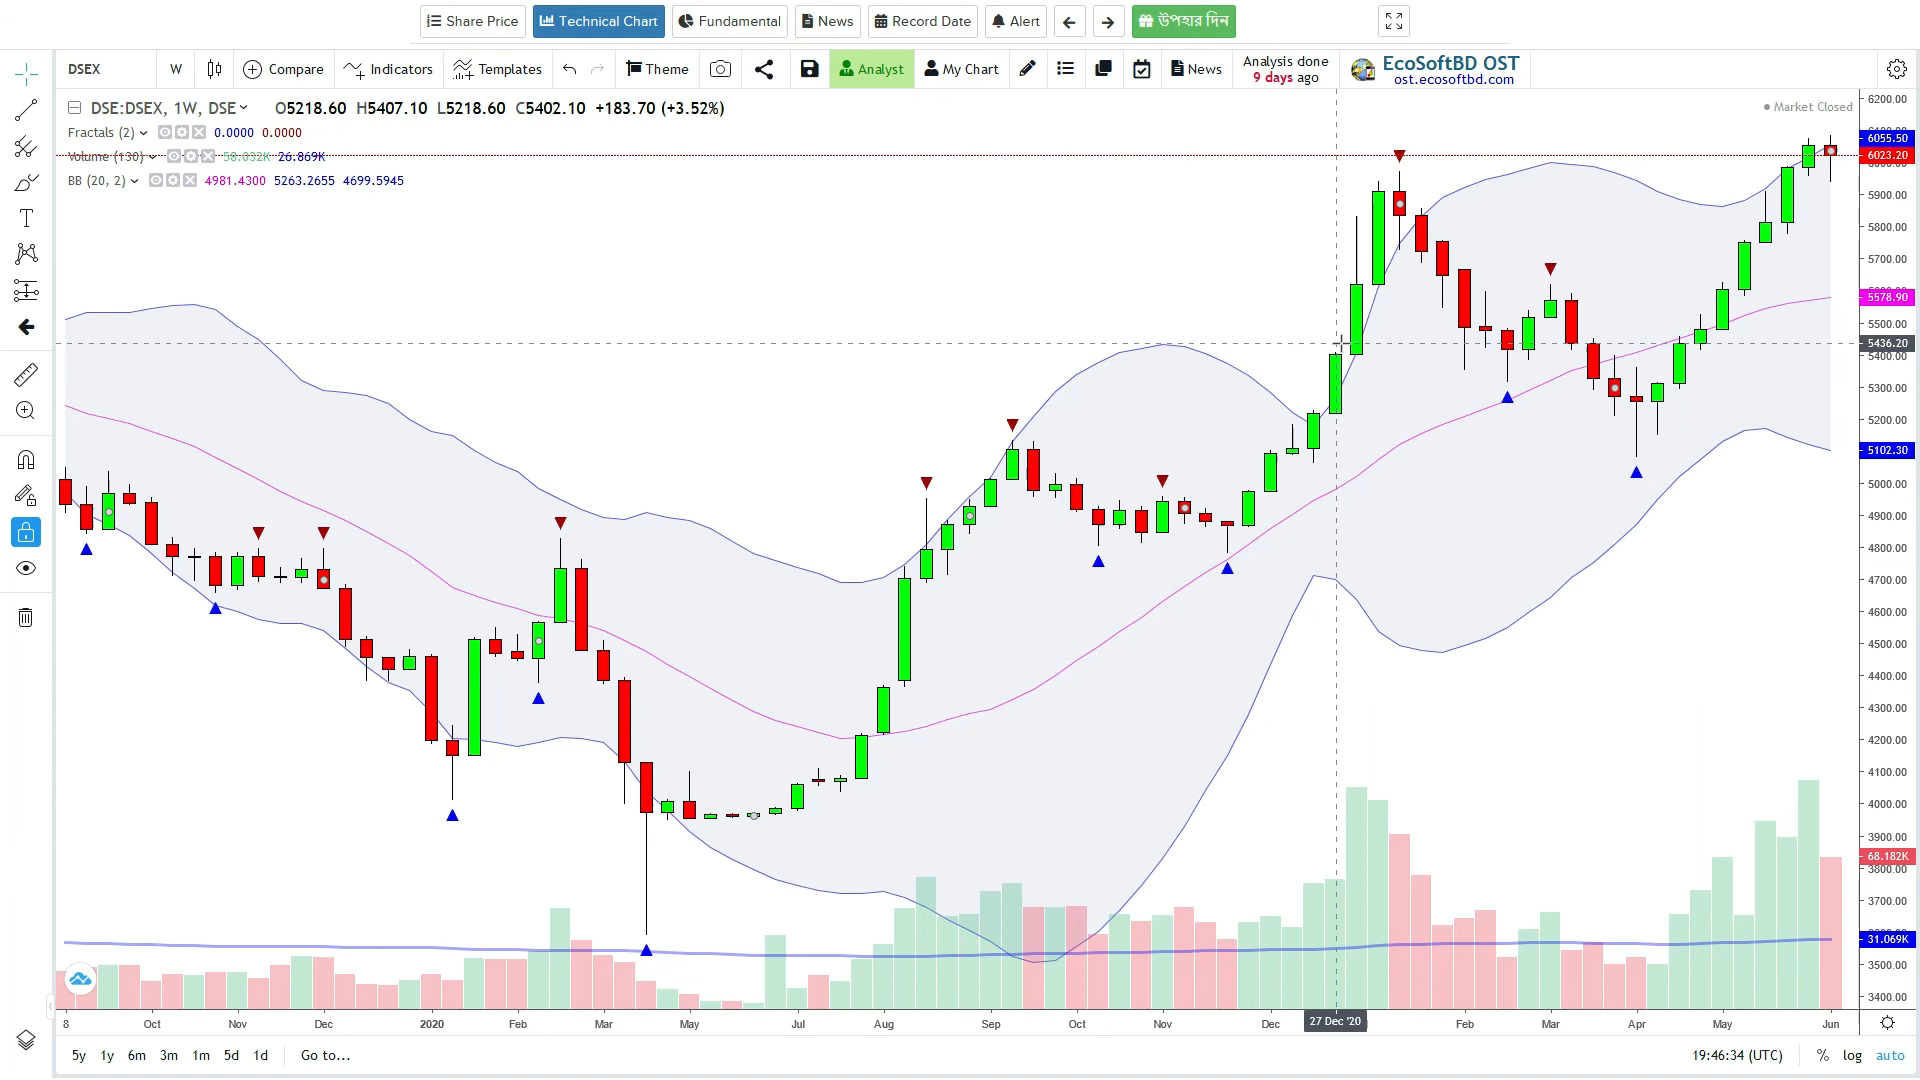 Share Price Technical Chart Fundamental News Record Date Alert উপহার দিন
DSEX W Compare Indicators Templates Theme Analyst My Chart News Analysis done 9 days ago EcoSoftBD OST ost.ecosoftbd.com
DSE:DSEX, 1W, DSE O5218.60 H5407.10 L5218.60 C5402.10 +183.70 (+3.52%)
Market Closed
Fractals (2) 0.0000 0.0000
Volume (130) 58.032K 26.869K
BB (20, 2) 4981.4300 5263.2655 4699.5945
6200.00
6055.50
6023.20
5900.00
5800.00
5700.00
5578.90
5500.00
5436.20
5400.00
5300.00
5200.00
5102.30
5000.00
4900.00
4800.00
4700.00
4600.00
4500.00
4400.00
4300.00
4200.00
4100.00
4000.00
3900.00
68.182K
3800.00
3700.00
31.069K
3500.00
3400.00
8 Oct Nov Dec 2020 Feb Mar May Jul Aug Sep Oct Nov Dec 27 Dec '20 Feb Mar Apr May Jun
5y 1y 6m 3m 1m 5d 1d Go to... 19:46:34 (UTC) % log auto